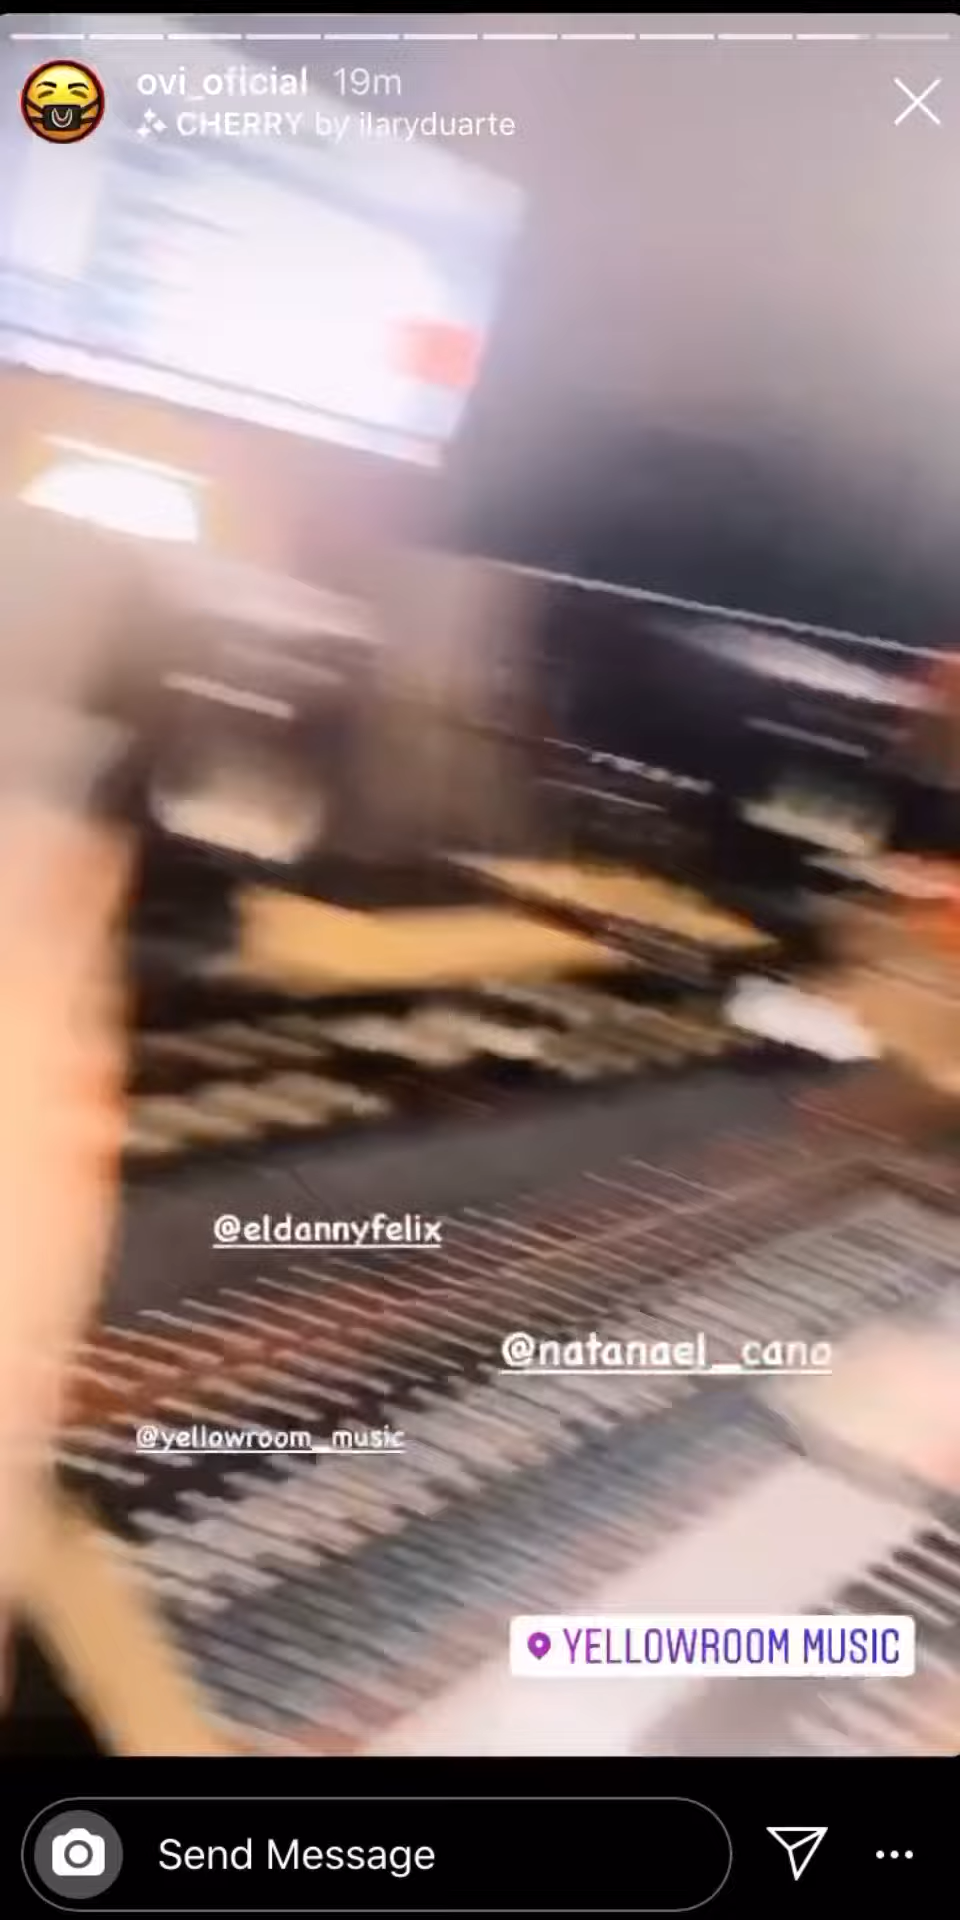 ovi_oficial 19m
CHERRY by ilaryduarte
@eldannyfelix
@natanael_cano
@yellowroom_music
YELLOWROOM MUSIC
Send Message